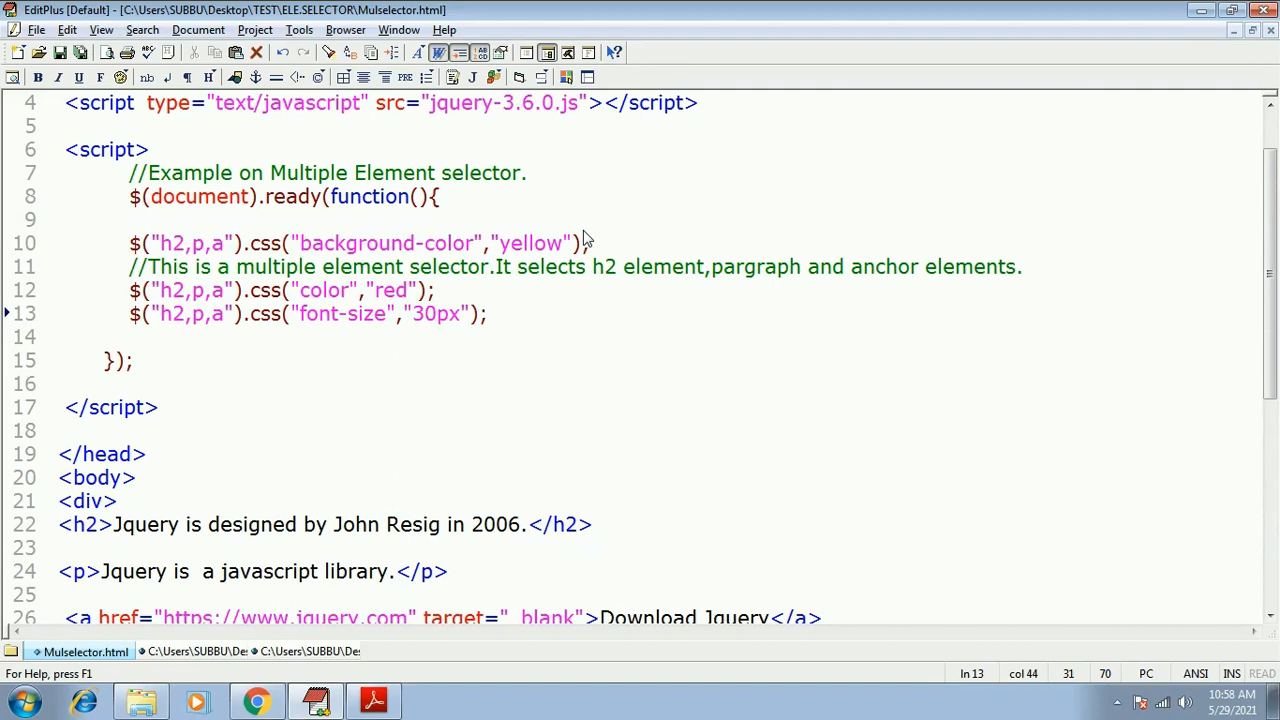 EditPlus [Default] - [C:\Users\SUBBU\Desktop\TEST\ELE.SELECTOR\Mulselector.html]
File Edit View Search Document Project Tools Browser Window Help
4 <script type="text/javascript" src="jquery-3.6.0.js"></script>
5
6 <script>
7 //Example on Multiple Element selector.
8 $(document).ready(function(){
9
10 $("h2,p,a").css("background-color","yellow");
11 //This is a multiple element selector.It selects h2 element,pargraph and anchor elements.
12 $("h2,p,a").css("color","red");
13 $("h2,p,a").css("font-size","30px");
14
15 });
16
17 </script>
18
19 </head>
20 <body>
21 <div>
22 <h2>Jquery is designed by John Resig in 2006.</h2>
23
24 <p>Jquery is  a javascript library.</p>
25
26 <a href="https://www.jquery.com" target="_blank">Download Jquery</a>
Mulselector.html C:\Users\SUBBU\Des C:\Users\SUBBU\Des
For Help, press F1 ln 13 col 44 31 70 PC ANSI INS READ
10:58 AM
5/29/2021